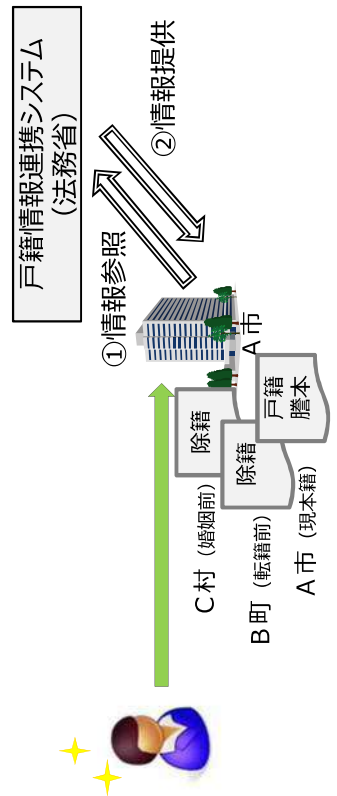 戸籍情報連携システム
（法務省）
①情報参照
②情報提供
A市
除籍
C村（婚姻前）
除籍
B町（転籍前）
戸籍
謄本
A市（現本籍）